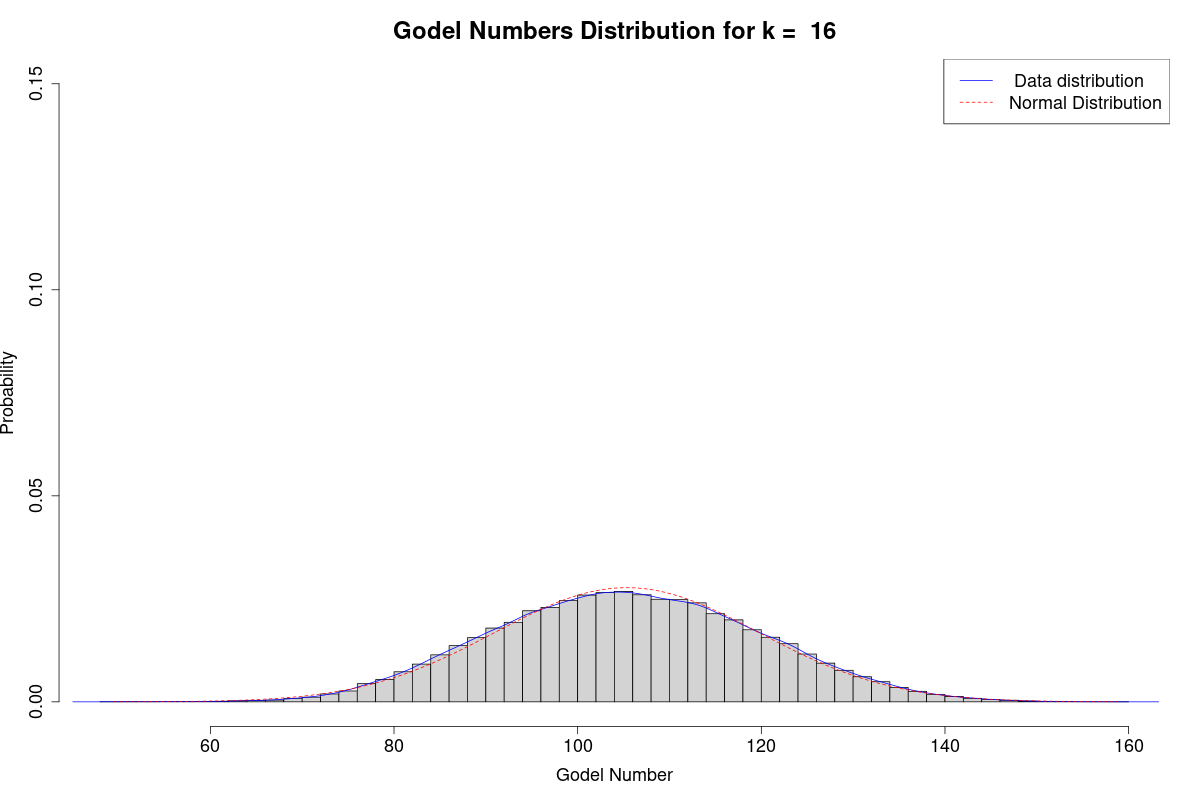 Godel Numbers Distribution for k =  16
Data distribution
Normal Distribution
0.15
0.10
0.05
0.00
Probability
60 80 100 120 140 160
Godel Number